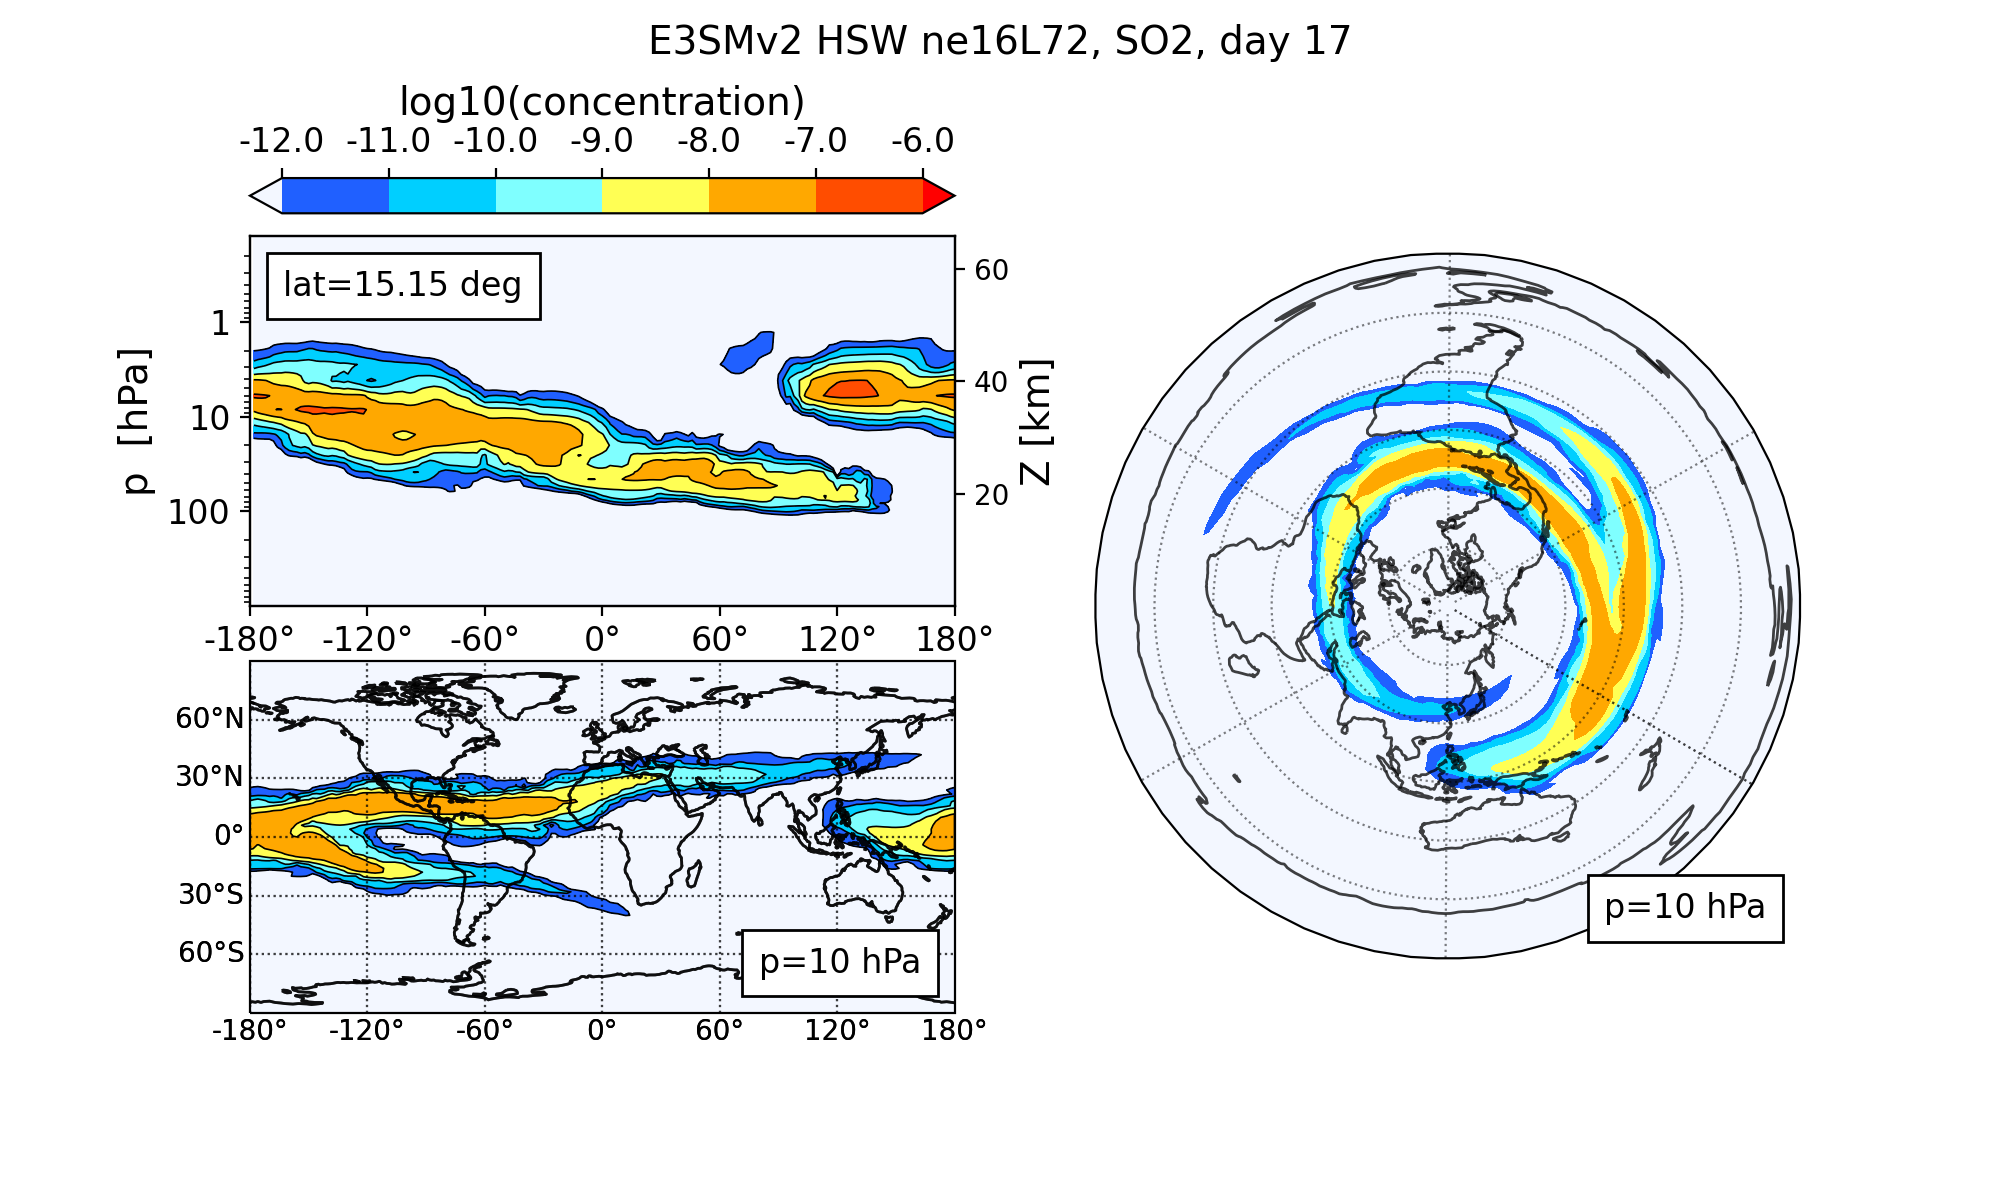 E3SMv2 HSW ne16L72, SO2, day 17
log10(concentration)
-12.0 -11.0 -10.0 -9.0 -8.0 -7.0 -6.0
lat=15.15 deg
p [hPa]
1
10
100
60
40
20
Z [km]
-180° -120° -60° 0° 60° 120° 180°
60°N
30°N
0°
30°S
60°S
p=10 hPa
-180° -120° -60° 0° 60° 120° 180°
p=10 hPa